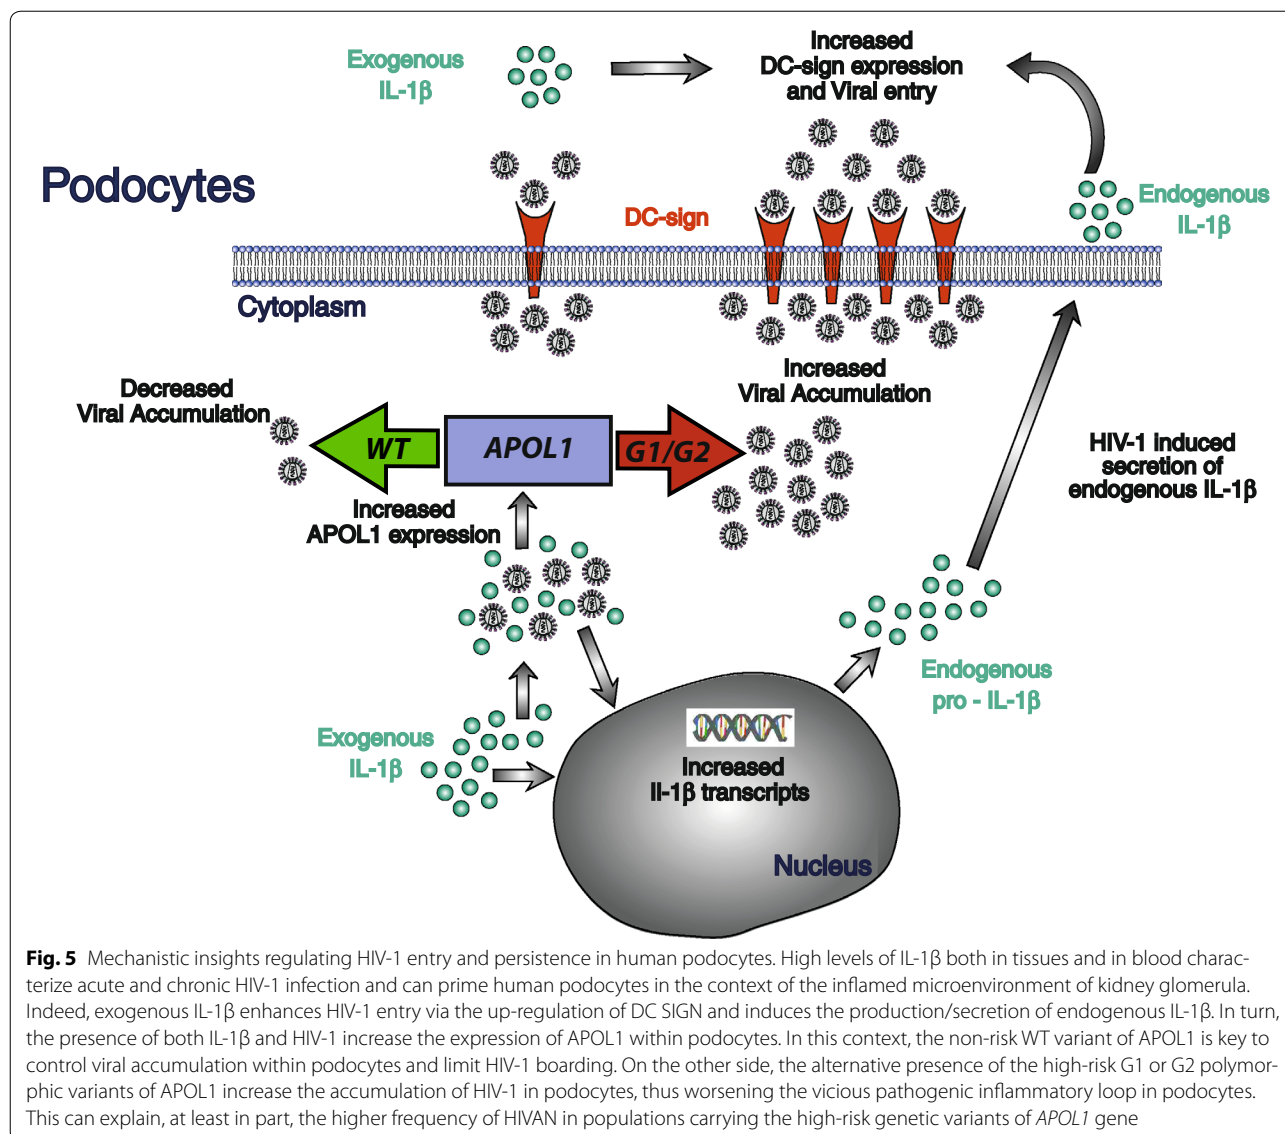 Exogenous
IL-1β
Increased
DC-sign expression
and Viral entry
Podocytes
DC-sign
Endogenous
IL-1β
Cytoplasm
Decreased
Viral Accumulation
Increased
Viral Accumulation
WT
APOL1
G1/G2
Increased
APOL1 expression
HIV-1 induced
secretion of
endogenous IL-1β
Endogenous
pro - IL-1β
Exogenous
IL-1β
Increased
Il-1β transcripts
Nucleus
Fig. 5 Mechanistic insights regulating HIV-1 entry and persistence in human podocytes. High levels of IL-1β both in tissues and in blood charac-
terize acute and chronic HIV-1 infection and can prime human podocytes in the context of the inflamed microenvironment of kidney glomerula.
Indeed, exogenous IL-1β enhances HIV-1 entry via the up-regulation of DC SIGN and induces the production/secretion of endogenous IL-1β. In turn,
the presence of both IL-1β and HIV-1 increase the expression of APOL1 within podocytes. In this context, the non-risk WT variant of APOL1 is key to
control viral accumulation within podocytes and limit HIV-1 boarding. On the other side, the alternative presence of the high-risk G1 or G2 polymor-
phic variants of APOL1 increase the accumulation of HIV-1 in podocytes, thus worsening the vicious pathogenic inflammatory loop in podocytes.
This can explain, at least in part, the higher frequency of HIVAN in populations carrying the high-risk genetic variants of APOL1 gene